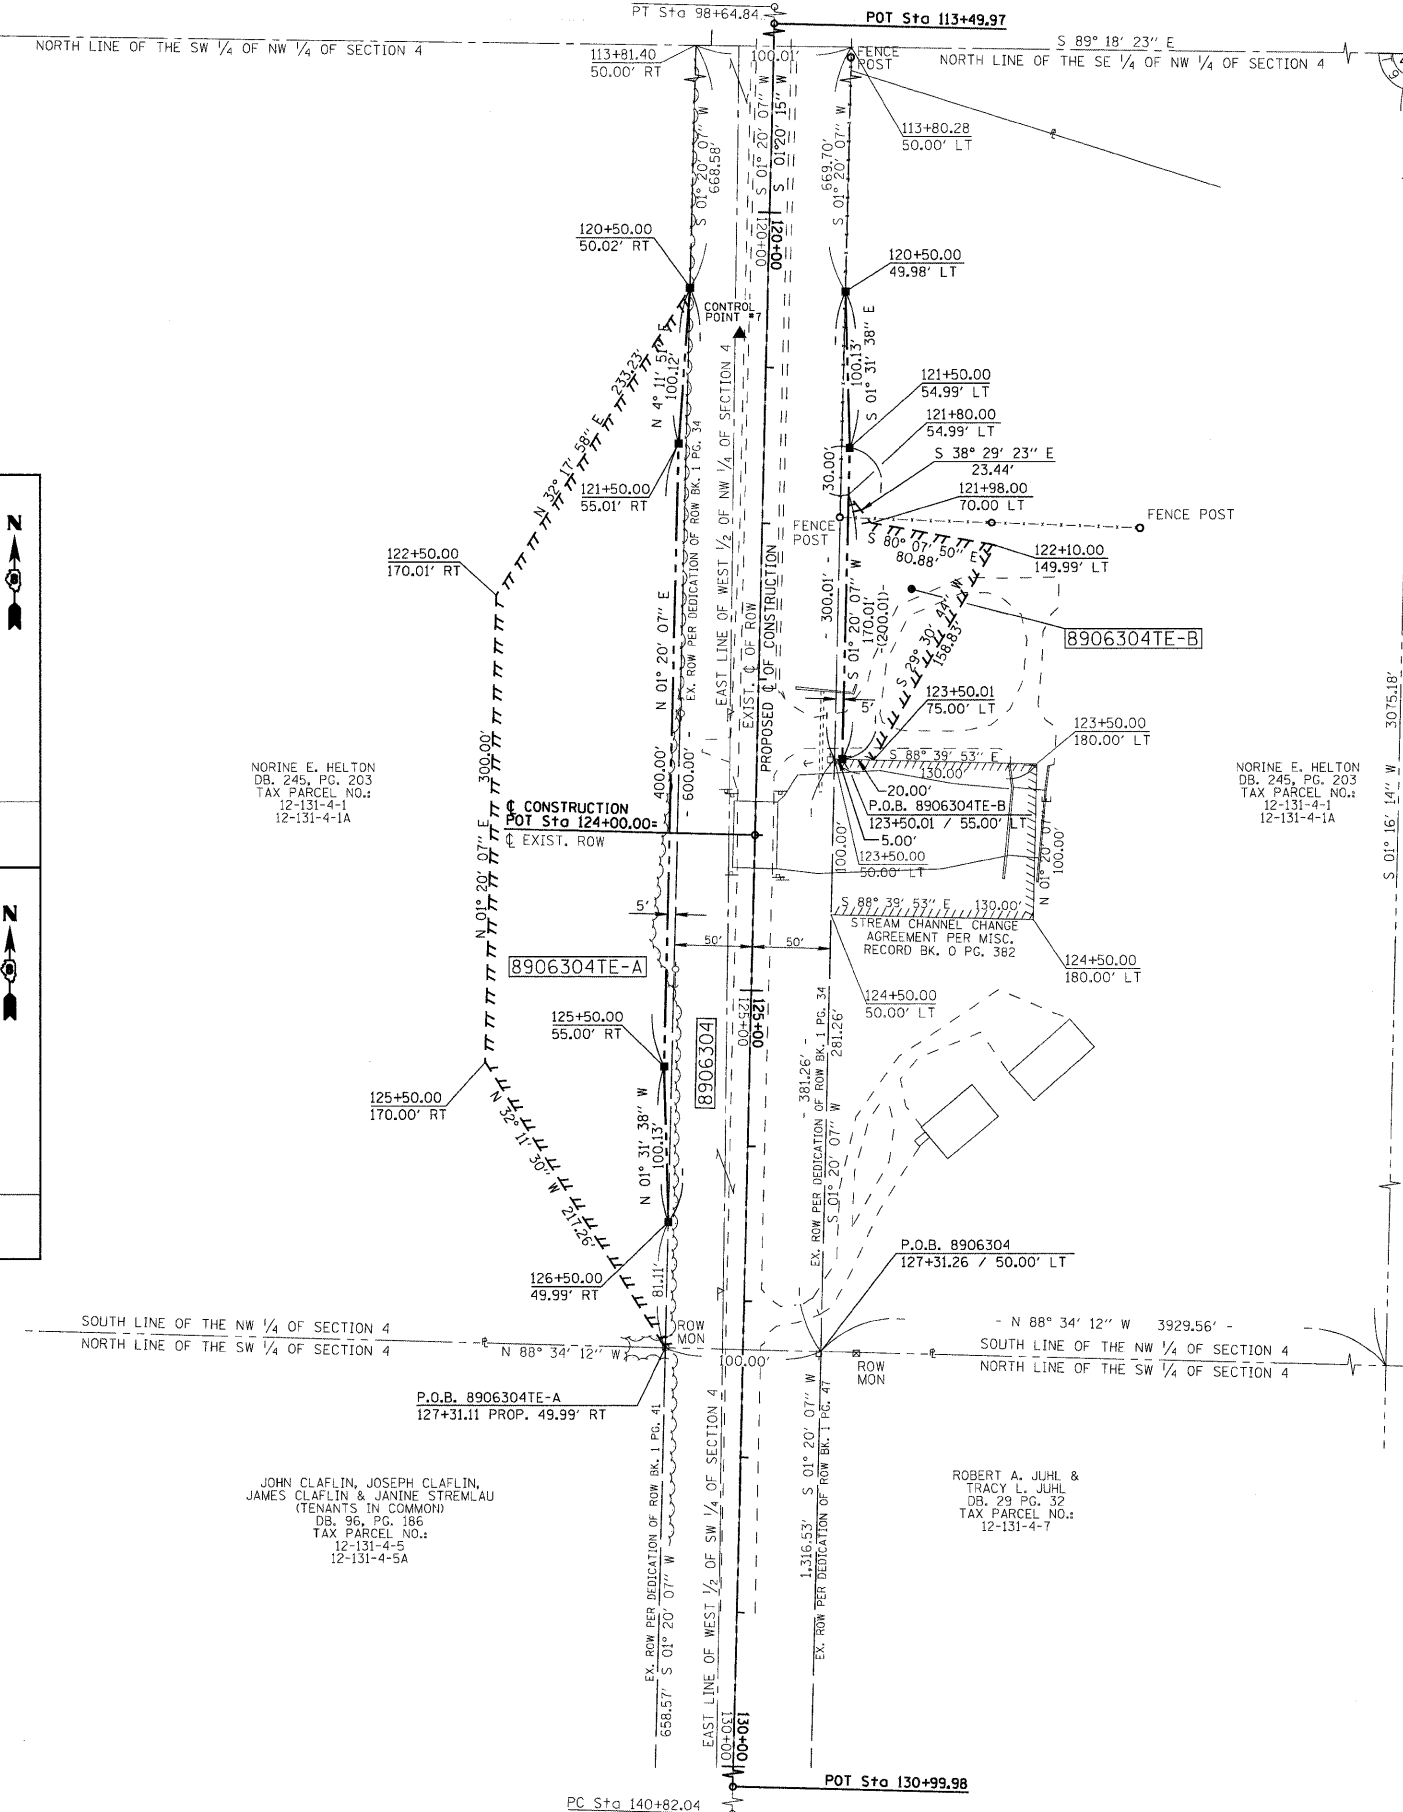 PT Sta 98+64.84
POT Sta 113+49.97
NORTH LINE OF THE SW 1/4 OF NW 1/4 OF SECTION 4
113+81.40
50.00' RT
100.01'
FENCE
POST
S 89° 18' 23" E
NORTH LINE OF THE SE 1/4 OF NW 1/4 OF SECTION 4
113+80.28
50.00' LT
S 01° 20' 07" W
668.58'
S 01° 20' 07" W
S 01°20' 15" W
669.70'
S 01° 20' 07" W
120+50.00
50.02' RT
120+00
120+00
120+50.00
49.98' LT
CONTROL
POINT #7
N 4° 11' 51" E
100.12'
100.13'
S 01° 31' 38" E
233.23'
N 32° 17' 58" E
121+50.00
54.99' LT
121+80.00
54.99' LT
S 38° 29' 23" E
23.44'
121+98.00
70.00 LT
30.00'
121+50.00
55.01' RT
EX. ROW PER DEDICATION OF ROW BK. 1 PG. 34
EAST LINE OF WEST 1/2 OF NW 1/4 OF SECTION 4
FENCE
POST
FENCE POST
S 80° 07' 50" E
80.88'
122+10.00
149.99' LT
N
122+50.00
170.01' RT
EXIST. ℄ OF ROW
PROPOSED ℄ OF CONSTRUCTION
- 300.01' -
S 01° 20' 07" W
170.01'
-(200.01)-
S 29° 30' 44" W
158.83'
8906304TE-B
N 01° 20' 07" E
400.00'
- 600.00' -
5'
123+50.01
75.00' LT
123+50.00
180.00' LT
S 01° 16' 14" W 3075.18'
NORINE E. HELTON
DB. 245, PG. 203
TAX PARCEL NO.:
12-131-4-1
12-131-4-1A
N 01° 20' 07" E 300.00'
S 88° 39' 53" E
130.00'
20.00'
P.O.B. 8906304TE-B
123+50.01 / 55.00' LT
5.00'
NORINE E. HELTON
DB. 245, PG. 203
TAX PARCEL NO.:
12-131-4-1
12-131-4-1A
℄ CONSTRUCTION
POT Sta 124+00.00=
℄ EXIST. ROW
100.00'
123+50.00
50.00' LT
N 01° 20' 07" E
100.00'
N
5'
S 88° 39' 53" E 130.00'
STREAM CHANNEL CHANGE
AGREEMENT PER MISC.
RECORD BK. O PG. 382
50'
50'
8906304TE-A
124+50.00
180.00' LT
124+50.00
50.00' LT
125+00
125+00
125+50.00
55.00' RT
8906304
EX. ROW PER DEDICATION OF ROW BK. 1 PG. 34
281.26'
- 381.26' -
S 01° 20' 07" W
125+50.00
170.00' RT
N 32° 11' 30" W 217.26'
N 01° 31' 38" W
100.13'
126+50.00
49.99' RT
81.11'
P.O.B. 8906304
127+31.26 / 50.00' LT
SOUTH LINE OF THE NW 1/4 OF SECTION 4
NORTH LINE OF THE SW 1/4 OF SECTION 4
N 88° 34' 12" W
ROW
MON
100.00'
ROW
MON
- N 88° 34' 12" W 3929.56' -
SOUTH LINE OF THE NW 1/4 OF SECTION 4
NORTH LINE OF THE SW 1/4 OF SECTION 4
P.O.B. 8906304TE-A
127+31.11 PROP. 49.99' RT
EX. ROW PER DEDICATION OF ROW BK. 1 PG. 41
658.57' S 01° 20' 07" W
EAST LINE OF WEST 1/2 OF SW 1/4 OF SECTION 4
1,316.53' S 01° 20' 07" W
EX. ROW PER DEDICATION OF ROW BK. 1 PG. 47
JOHN CLAFLIN, JOSEPH CLAFLIN,
JAMES CLAFLIN & JANINE STREMLAU
(TENANTS IN COMMON)
DB. 96, PG. 186
TAX PARCEL NO.:
12-131-4-5
12-131-4-5A
ROBERT A. JUHL &
TRACY L. JUHL
DB. 29 PG. 32
TAX PARCEL NO.:
12-131-4-7
130+00
130+00
POT Sta 130+99.98
PC Sta 140+82.04